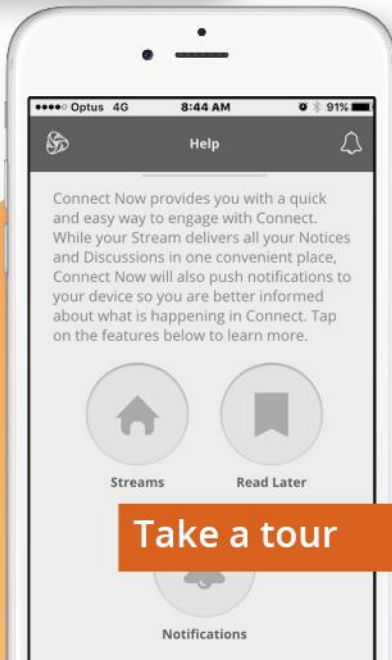 Optus 4G 8:44 AM 91%
Help
Connect Now provides you with a quick
and easy way to engage with Connect.
While your Stream delivers all your Notices
and Discussions in one convenient place,
Connect Now will also push notifications to
your device so you are better informed
about what is happening in Connect. Tap
on the features below to learn more.
Streams Read Later
Take a tour
Notifications